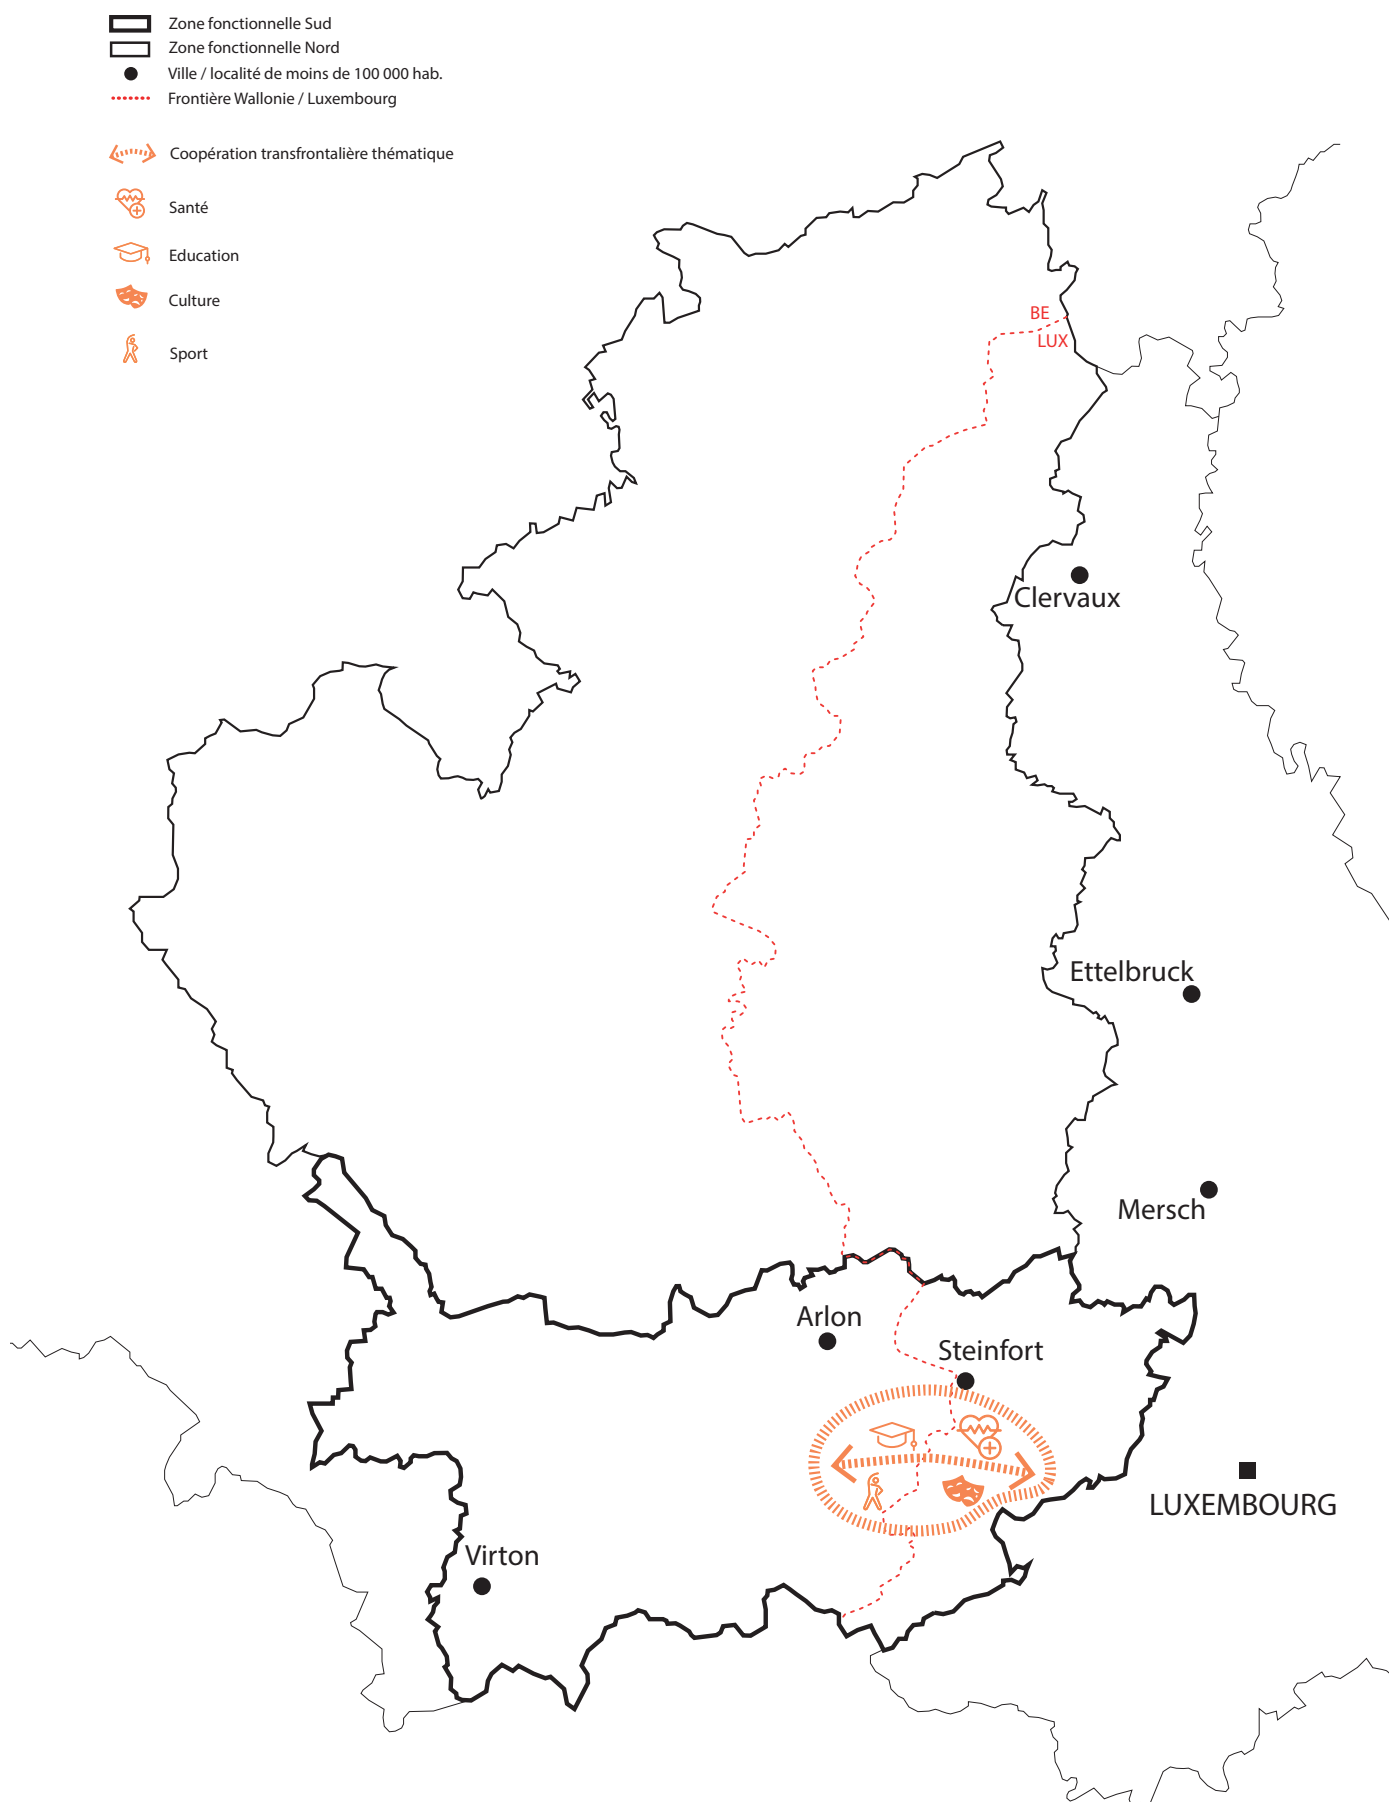 Zone fonctionnelle Sud
Zone fonctionnelle Nord
Ville / localité de moins de 100 000 hab.
Frontière Wallonie / Luxembourg
Coopération transfrontalière thématique
Santé
Education
Culture
Sport
BE
LUX
Clervaux
Ettelbruck
Mersch
Arlon
Steinfort
LUXEMBOURG
Virton